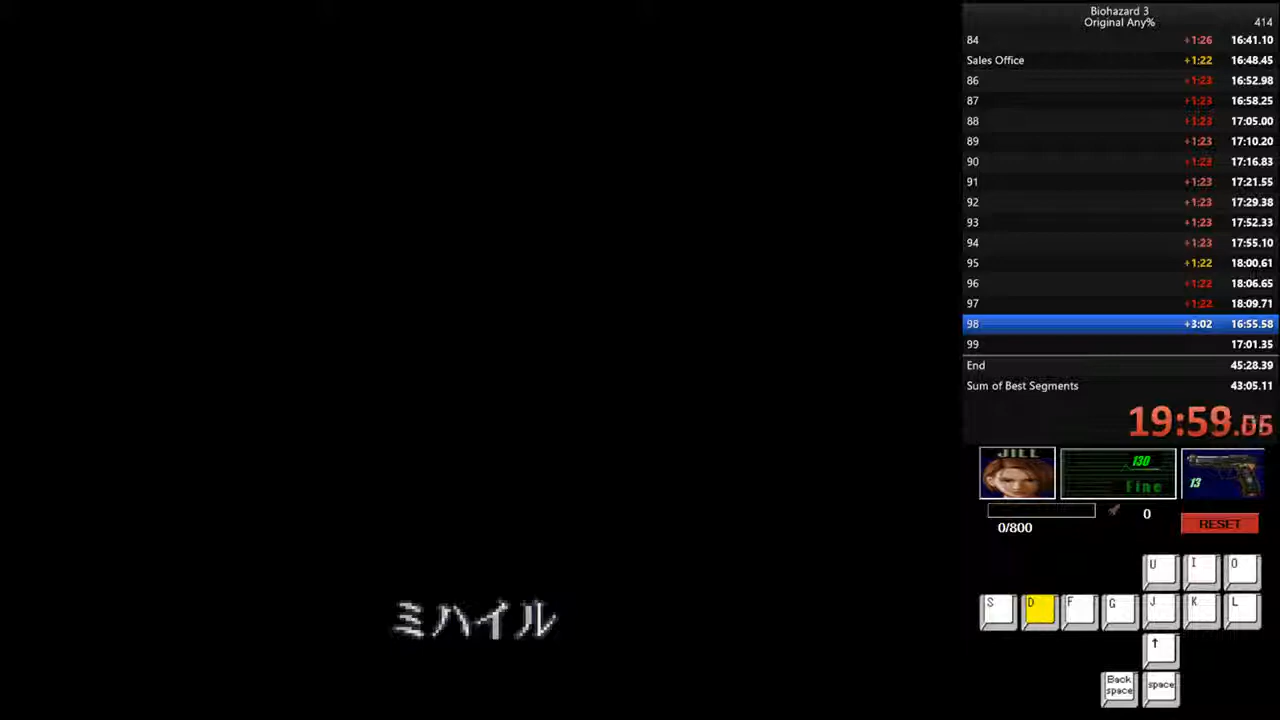 Biohazard 3
Original Any%
414
84 +1:26 16:41.10
Sales Office +1:22 16:48.45
86 +1:23 16:52.98
87 +1:23 16:58.25
88 +1:23 17:05.00
89 +1:23 17:10.20
90 +1:23 17:16.83
91 +1:23 17:21.55
92 +1:23 17:29.38
93 +1:23 17:52.33
94 +1:23 17:55.10
95 +1:22 18:00.61
96 +1:22 18:06.65
97 +1:22 18:09.71
98 +3:02 16:55.58
99 17:01.35
End 45:28.39
Sum of Best Segments 43:05.11
19:59.05
JILL
130
Fine
13
0
0/800
RESET
U I O
S D F G J K L
↑
Back space space
ミハイル